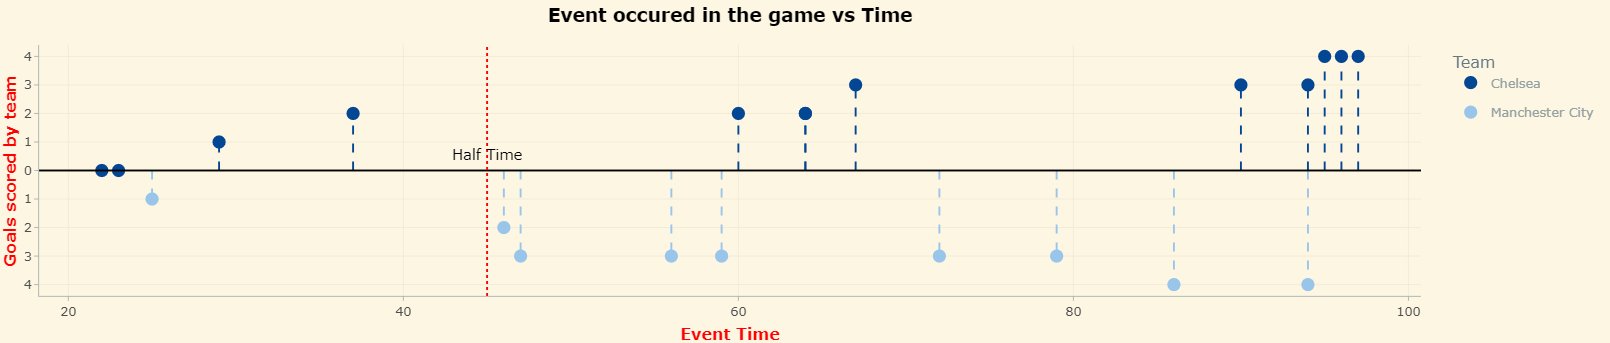 Event occured in the game vs Time
Goals scored by team
4
3
2
1
0
1
2
3
4
Half Time
20
40
60
80
100
Event Time
Team
Chelsea
Manchester City